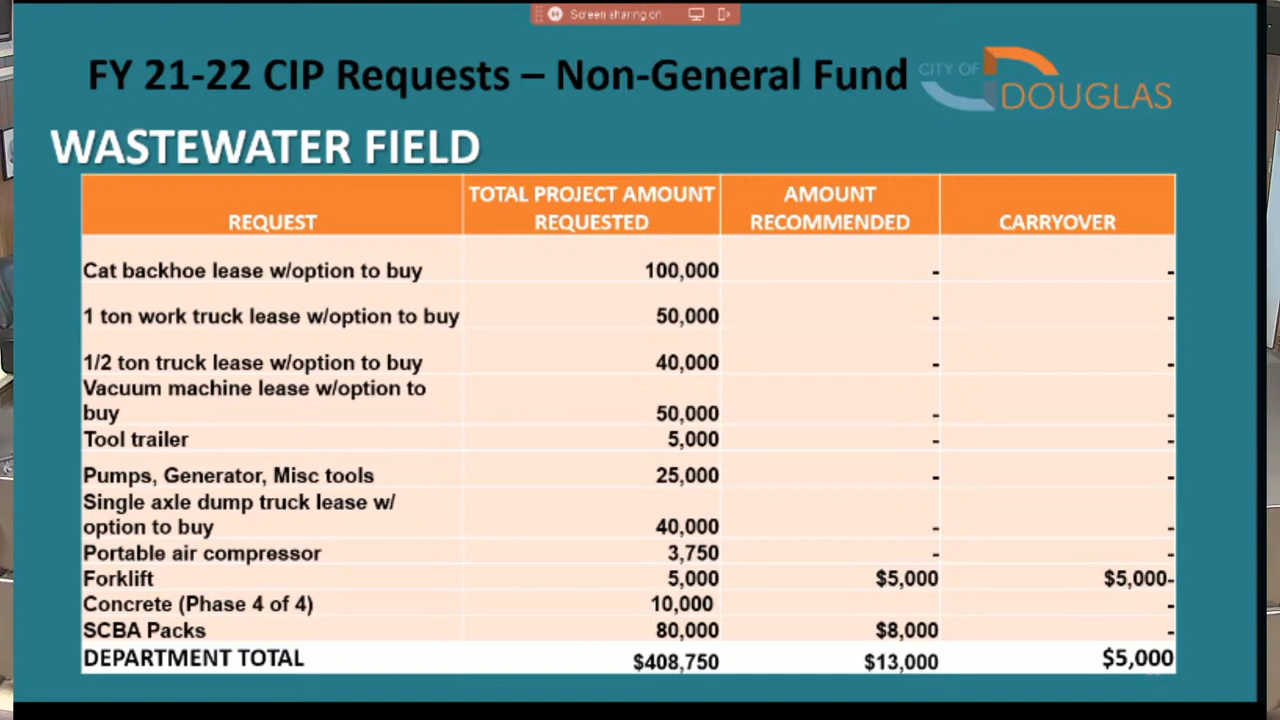 Screen sharing on
FY 21-22 CIP Requests – Non-General Fund
CITY OF
DOUGLAS
WASTEWATER FIELD
REQUEST TOTAL PROJECT AMOUNT REQUESTED AMOUNT RECOMMENDED CARRYOVER
Cat backhoe lease w/option to buy 100,000 - -
1 ton work truck lease w/option to buy 50,000 - -
1/2 ton truck lease w/option to buy 40,000 - -
Vacuum machine lease w/option to
buy 50,000 - -
Tool trailer 5,000 - -
Pumps, Generator, Misc tools 25,000 - -
Single axle dump truck lease w/
option to buy 40,000 - -
Portable air compressor 3,750 - -
Forklift 5,000 $5,000 $5,000-
Concrete (Phase 4 of 4) 10,000 -
SCBA Packs 80,000 $8,000 -
DEPARTMENT TOTAL $408,750 $13,000 $5,000